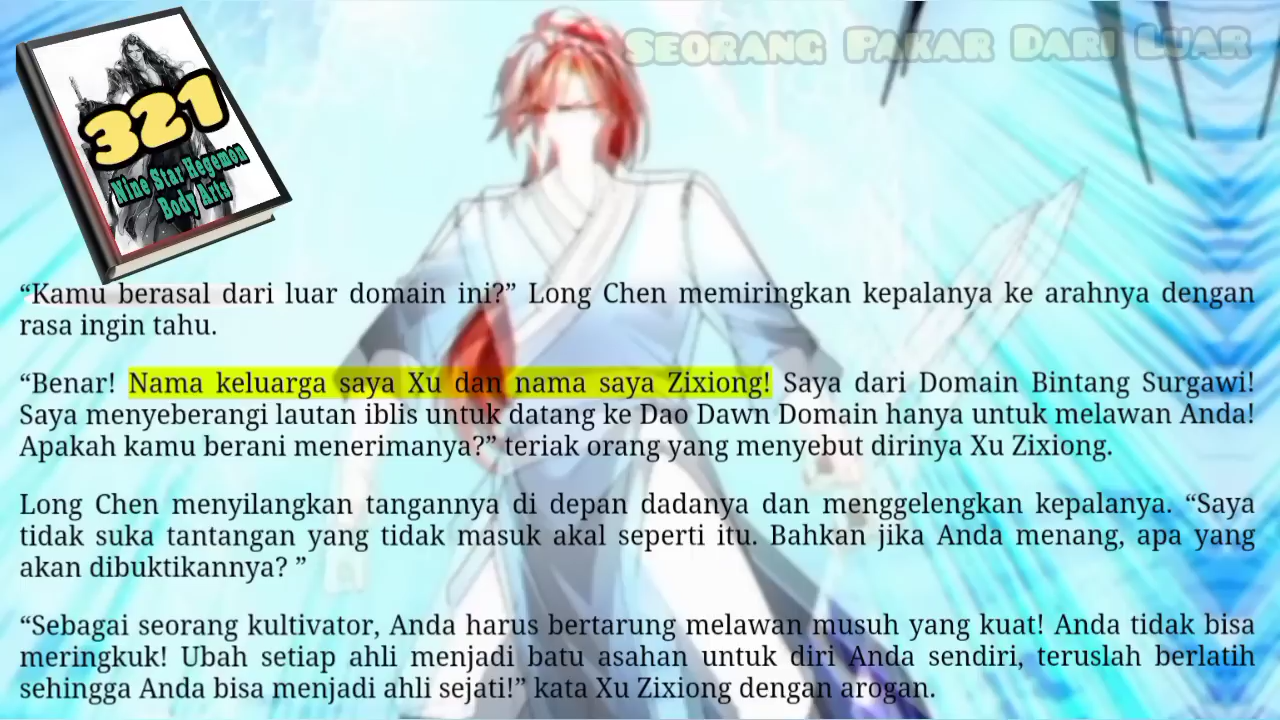 Seorang Pakar Dari Luar
321
Nine Star Hegemon
Body Arts
“Kamu berasal dari luar domain ini?” Long Chen memiringkan kepalanya ke arahnya dengan
rasa ingin tahu.
“Benar! Nama keluarga saya Xu dan nama saya Zixiong! Saya dari Domain Bintang Surgawi!
Saya menyeberangi lautan iblis untuk datang ke Dao Dawn Domain hanya untuk melawan Anda!
Apakah kamu berani menerimanya?” teriak orang yang menyebut dirinya Xu Zixiong.
Long Chen menyilangkan tangannya di depan dadanya dan menggelengkan kepalanya. “Saya
tidak suka tantangan yang tidak masuk akal seperti itu. Bahkan jika Anda menang, apa yang
akan dibuktikannya? ”
“Sebagai seorang kultivator, Anda harus bertarung melawan musuh yang kuat! Anda tidak bisa
meringkuk! Ubah setiap ahli menjadi batu asahan untuk diri Anda sendiri, teruslah berlatih
sehingga Anda bisa menjadi ahli sejati!” kata Xu Zixiong dengan arogan.